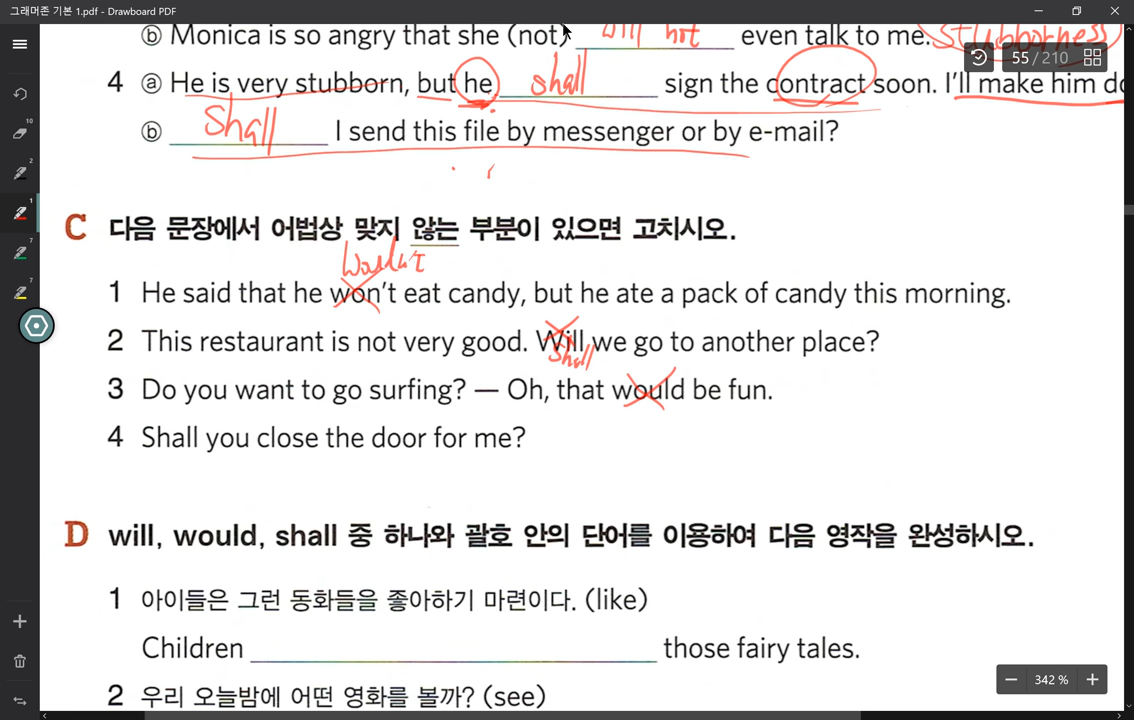 그래머존 기본 1.pdf - Drawboard PDF
ⓑ Monica is so angry that she (not) will not even talk to me. Stubborness)
55 / 210
4 ⓐ He is very stubborn, but he shall sign the contract soon. I'll make him do
ⓑ Shall I send this file by messenger or by e-mail?
C 다음 문장에서 어법상 맞지 않는 부분이 있으면 고치시오.
Wouldn't
1 He said that he won't eat candy, but he ate a pack of candy this morning.
2 This restaurant is not very good. Will we go to another place?
Shall
3 Do you want to go surfing? — Oh, that would be fun.
4 Shall you close the door for me?
D will, would, shall 중 하나와 괄호 안의 단어를 이용하여 다음 영작을 완성하시오.
1 아이들은 그런 동화들을 좋아하기 마련이다. (like)
Children ______ those fairy tales.
2 우리 오늘밤에 어떤 영화를 볼까? (see)
342 %
10
2
1
7
7